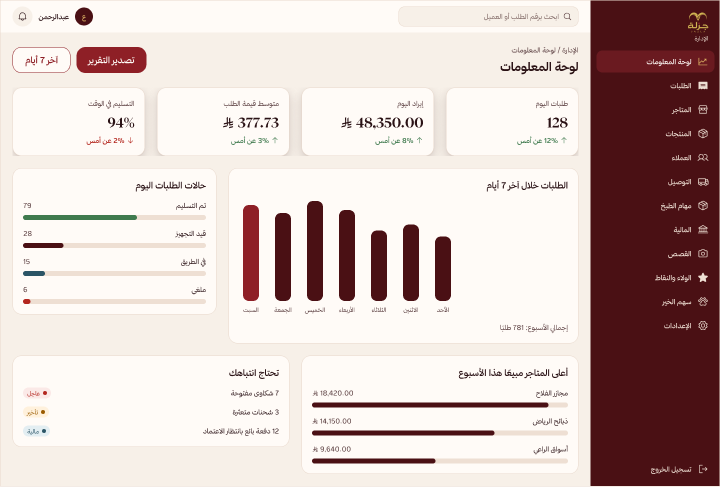 جزلة
الإدارة
لوحة المعلومات
الطلبات
المتاجر
المنتجات
العملاء
التوصيل
مهام الطبخ
المالية
القصص
الولاء والنقاط
سهم الخير
الإعدادات
تسجيل الخروج
ابحث برقم الطلب أو العميل
ع
عبدالرحمن
الإدارة / لوحة المعلومات
لوحة المعلومات
تصدير التقرير
آخر 7 أيام
طلبات اليوم
128
↑ 12% عن أمس
إيراد اليوم
48,350.00
↑ 8% عن أمس
متوسط قيمة الطلب
377.73
↑ 3% عن أمس
التسليم في الوقت
94%
↓ 2% عن أمس
الطلبات خلال آخر 7 أيام
الأحد
الاثنين
الثلاثاء
الأربعاء
الخميس
الجمعة
السبت
إجمالي الأسبوع: 781 طلبًا
حالات الطلبات اليوم
تم التسليم 79
قيد التجهيز 28
في الطريق 15
ملغي 6
أعلى المتاجر مبيعًا هذا الأسبوع
مجازر الفلاح 18,420.00
ذبائح الرياض 14,150.00
أسواق الراعي 9,640.00
تحتاج انتباهك
7 شكاوى مفتوحة عاجل
3 شحنات متعثرة تأخير
12 دفعة بائع بانتظار الاعتماد مالية